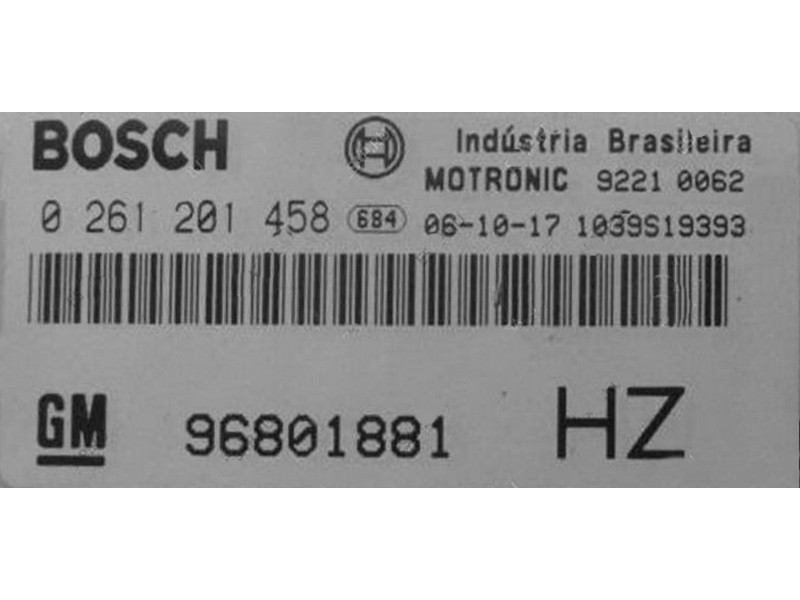 BOSCH Indústria Brasileira
MOTRONIC 9221 0062
0 261 201 458 684 06-10-17 1039S19393
GM 96801881 HZ